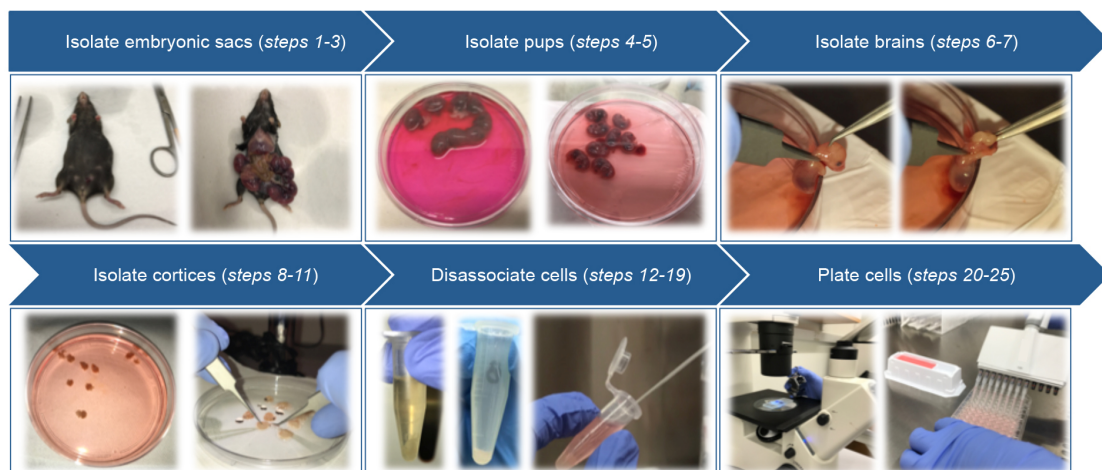 Isolate embryonic sacs (steps 1-3)
Isolate pups (steps 4-5)
Isolate brains (steps 6-7)
Isolate cortices (steps 8-11)
Disassociate cells (steps 12-19)
Plate cells (steps 20-25)